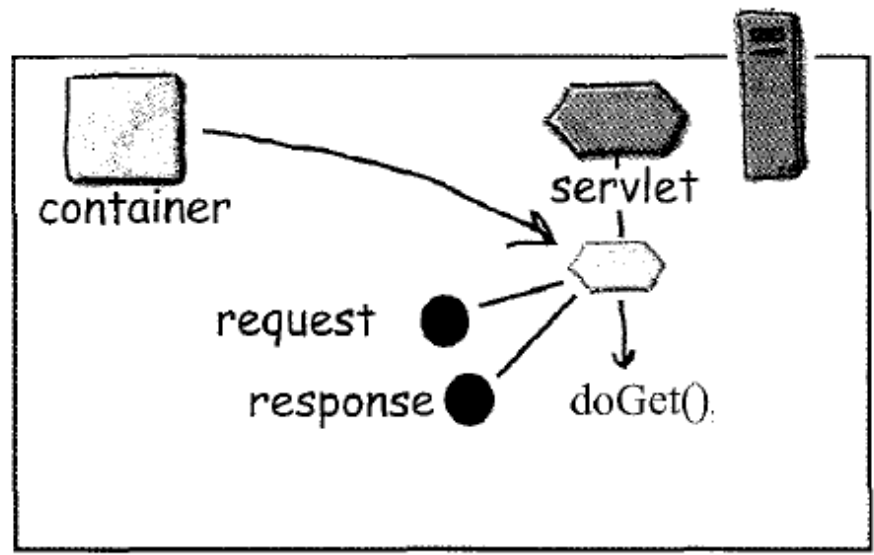 container
servlet
request
response
doGet()